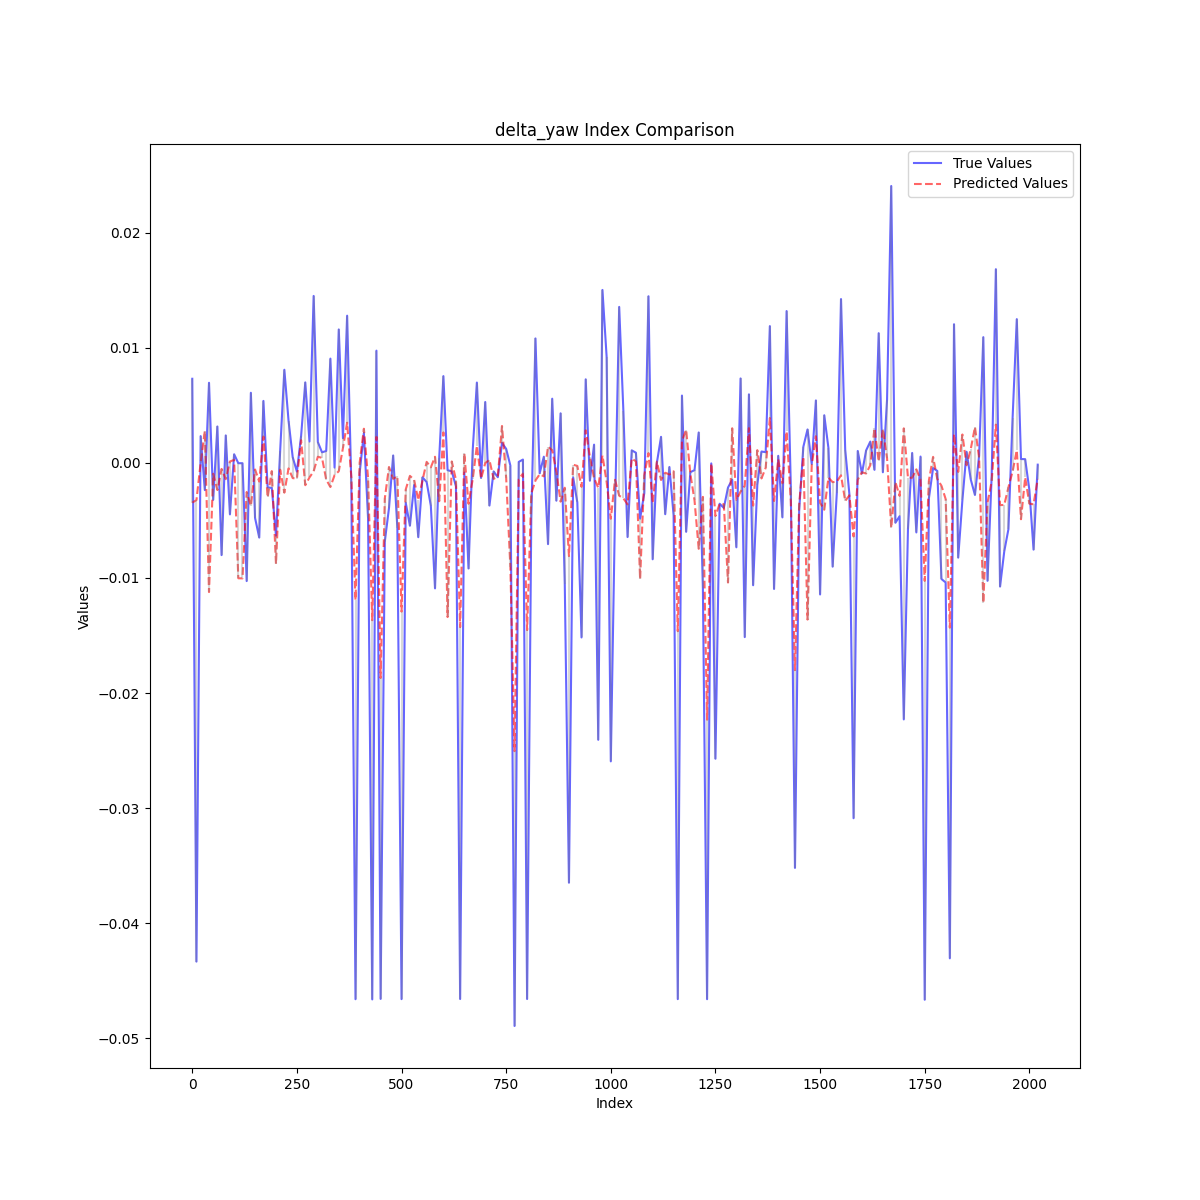 delta_yaw Index Comparison
True Values
Predicted Values
0.02
0.01
0.00
−0.01
−0.02
−0.03
−0.04
−0.05
Values
0 250 500 750 1000 1250 1500 1750 2000
Index